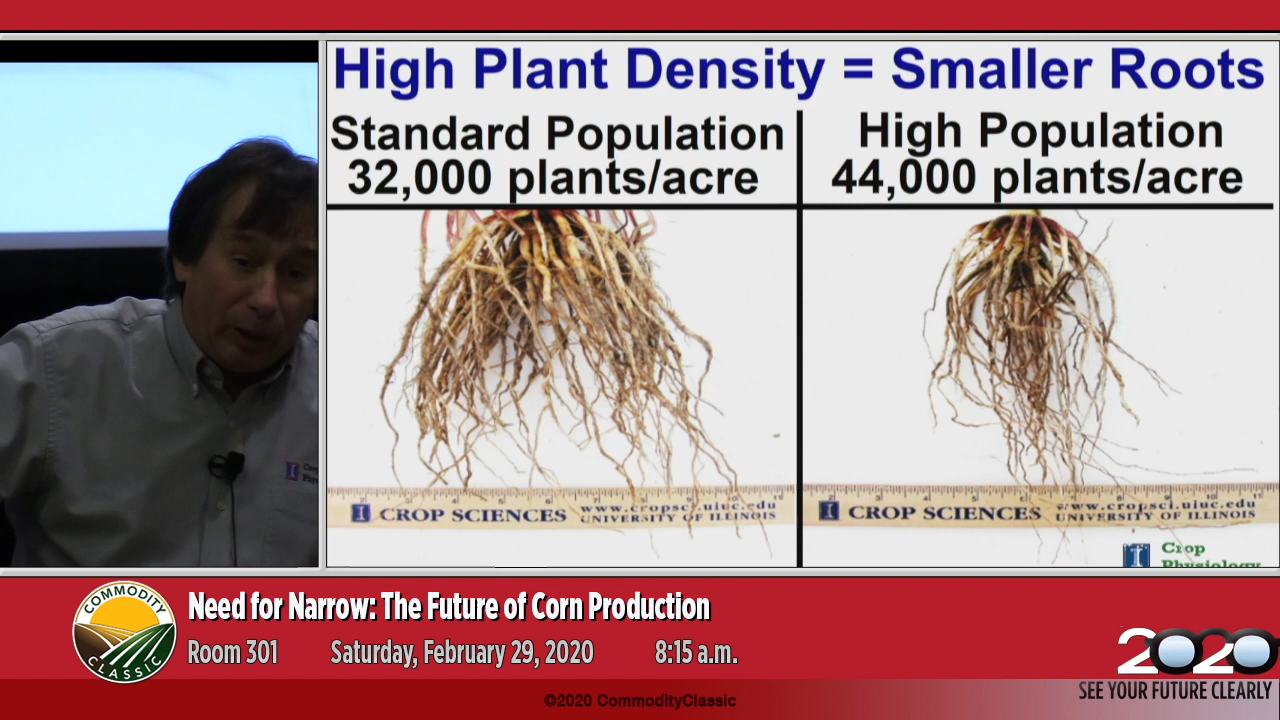 High Plant Density = Smaller Roots
Standard Population
32,000 plants/acre
High Population
44,000 plants/acre
I CROP SCIENCES www.cropsci.uiuc.edu
UNIVERSITY OF ILLINOIS
I CROP SCIENCES www.cropsci.uiuc.edu
UNIVERSITY OF ILLINOIS
I Crop
Physiology
COMMODITY
CLASSIC
Need for Narrow: The Future of Corn Production
Room 301 Saturday, February 29, 2020 8:15 a.m.
2020
SEE YOUR FUTURE CLEARLY
©2020 CommodityClassic